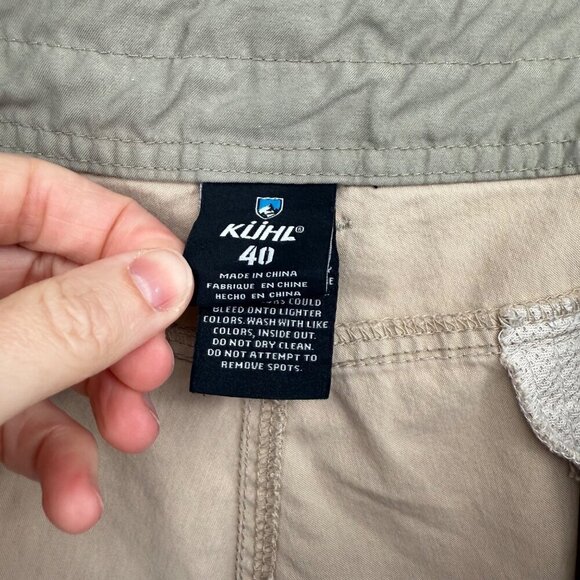 KÜHL®
40
MADE IN CHINA
FABRIQUE EN CHINE
HECHO EN CHINA
COULD
BLEED ONTO LIGHTER
COLORS. WASH WITH LIKE
COLORS, INSIDE OUT.
DO NOT DRY CLEAN.
DO NOT ATTEMPT TO
REMOVE SPOTS.